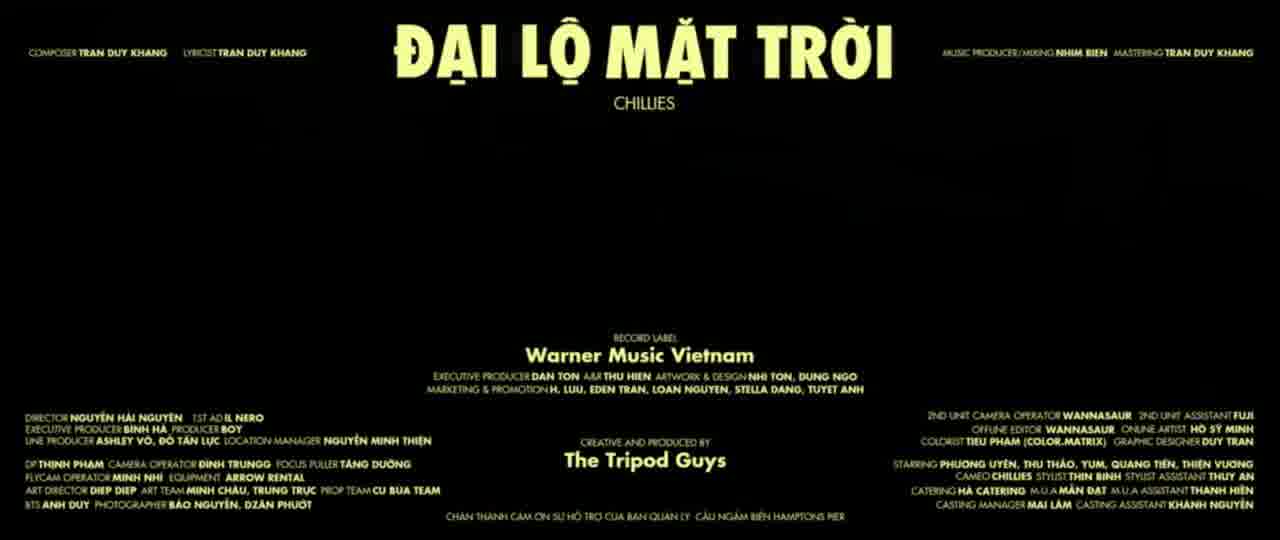 ĐẠI LỘ MẶT TRỜI
COMPOSER TRAN DUY KHANG LYRICIST TRAN DUY KHANG
MUSIC PRODUCER/MIXING NHIM BIEN MASTERING TRAN DUY KHANG
CHILLIES
RECORD LABEL
Warner Music Vietnam
EXECUTIVE PRODUCER DAN TON A&R THU HIEN ARTWORK & DESIGN NHI TON, DUNG NGO
MARKETING & PROMOTION H. LUU, EDEN TRAN, LOAN NGUYEN, STELLA DANG, TUYET ANH
DIRECTOR NGUYỄN HẢI NGUYÊN 1ST AD IL NERO
EXECUTIVE PRODUCER BÌNH HÀ PRODUCER BOY
LINE PRODUCER ASHLEY VÕ, ĐỖ TẤN LỰC LOCATION MANAGER NGUYỄN MINH THIỆN
DP THỊNH PHẠM CAMERA OPERATOR ĐÌNH TRUNGG FOCUS PULLER TĂNG DƯỠNG
FLYCAM OPERATOR MINH NHÍ EQUIPMENT ARROW RENTAL
ART DIRECTOR DIEP DIEP ART TEAM MINH CHÂU, TRUNG TRỰC PROP TEAM CU BUA TEAM
BTS ANH DUY PHOTOGRAPHER BẢO NGUYỄN, DZĂN PHƯỚT
CREATIVE AND PRODUCED BY
The Tripod Guys
CHÂN THÀNH CẢM ƠN SỰ HỖ TRỢ CỦA BAN QUẢN LÝ CẦU NGẮM BIỂN HAMPTONS PIER
2ND UNIT CAMERA OPERATOR WANNASAUR 2ND UNIT ASSISTANT FUJI
OFFLINE EDITOR WANNASAUR ONLINE ARTIST HỒ SỸ MINH
COLORIST TIEU PHAM (COLOR.MATRIX) GRAPHIC DESIGNER DUY TRAN
STARRING PHƯƠNG UYÊN, THU THẢO, YUM, QUANG TIẾN, THIỆN VƯƠNG
CAMEO CHILLIES STYLIST THIN BINH STYLIST ASSISTANT THUY AN
CATERING HÀ CATERING M.U.A MẪN ĐẠT M.U.A ASSISTANT THANH HIỀN
CASTING MANAGER MAI LÂM CASTING ASSISTANT KHÁNH NGUYÊN